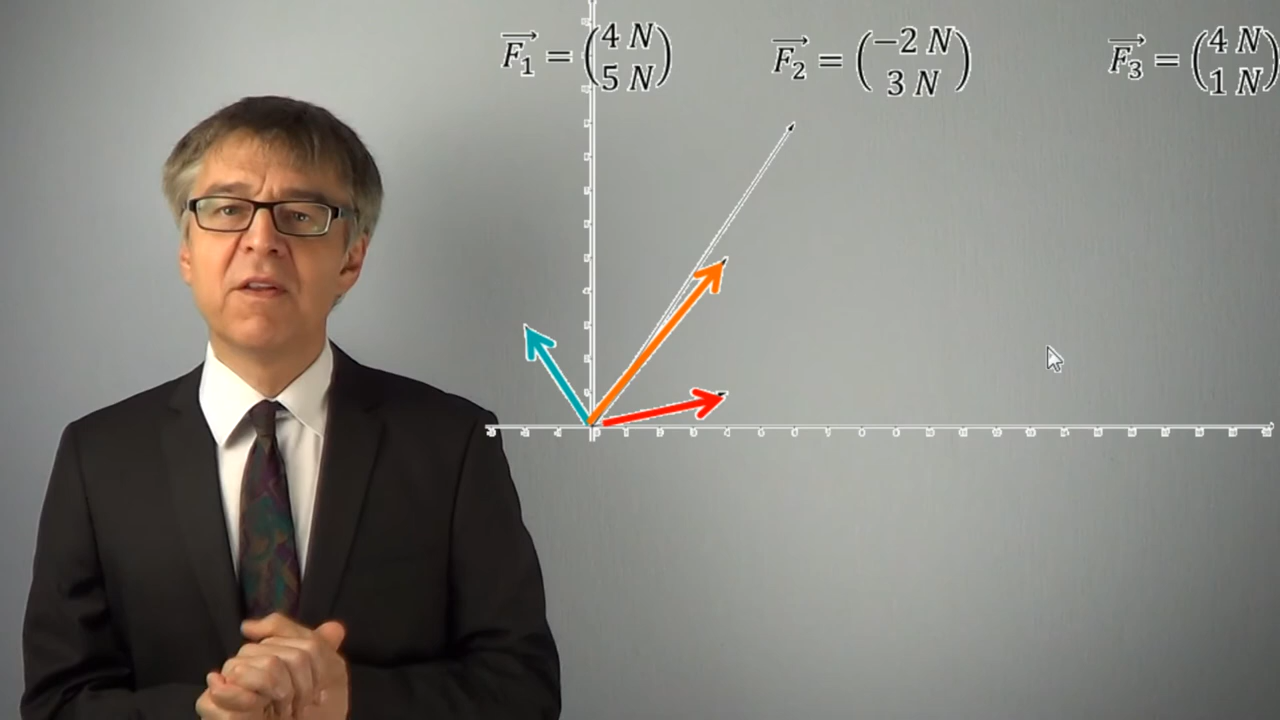 F₁ = (4 N
5 N)
F₂ = (−2 N
3 N)
F₃ = (4 N
1 N)